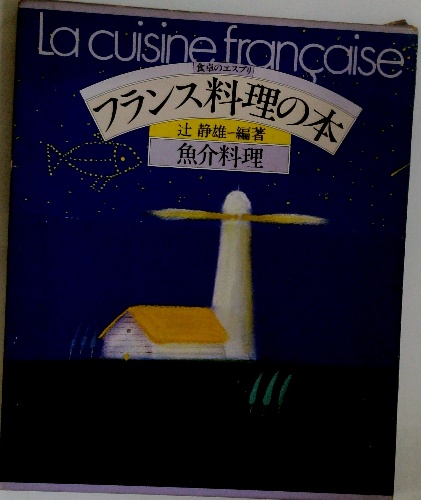 La cuisine française
食卓のエスプリ
フランス料理の本
辻 静雄─編著
魚介料理